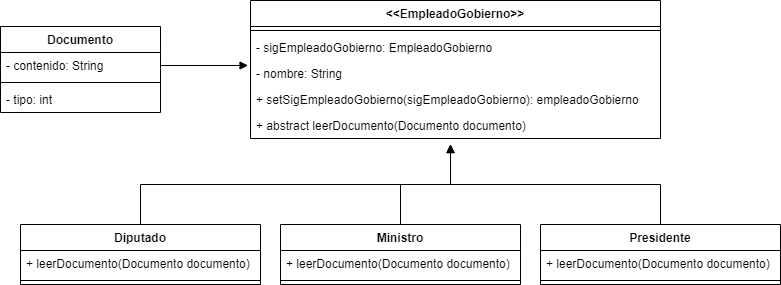 <<EmpleadoGobierno>>
- sigEmpleadoGobierno: EmpleadoGobierno
- nombre: String
+ setSigEmpleadoGobierno(sigEmpleadoGobierno): empleadoGobierno
+ abstract leerDocumento(Documento documento)
Documento
- contenido: String
- tipo: int
Diputado
+ leerDocumento(Documento documento)
Ministro
+ leerDocumento(Documento documento)
Presidente
+ leerDocumento(Documento documento)